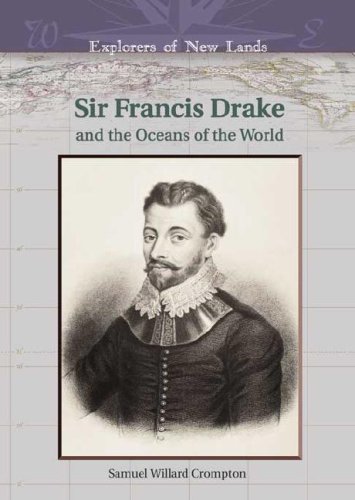 W E
Explorers of New Lands
Sir Francis Drake
and the Oceans of the World
Samuel Willard Crompton